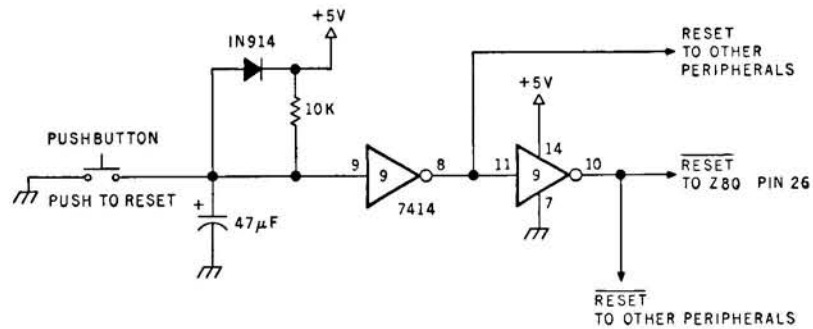 +5V
IN914
RESET
TO OTHER
PERIPHERALS
+5V
10K
PUSHBUTTON
14
9
9
8
11
9
10
RESET
TO Z80 PIN 26
PUSH TO RESET
+
7
47µF
7414
RESET
TO OTHER PERIPHERALS